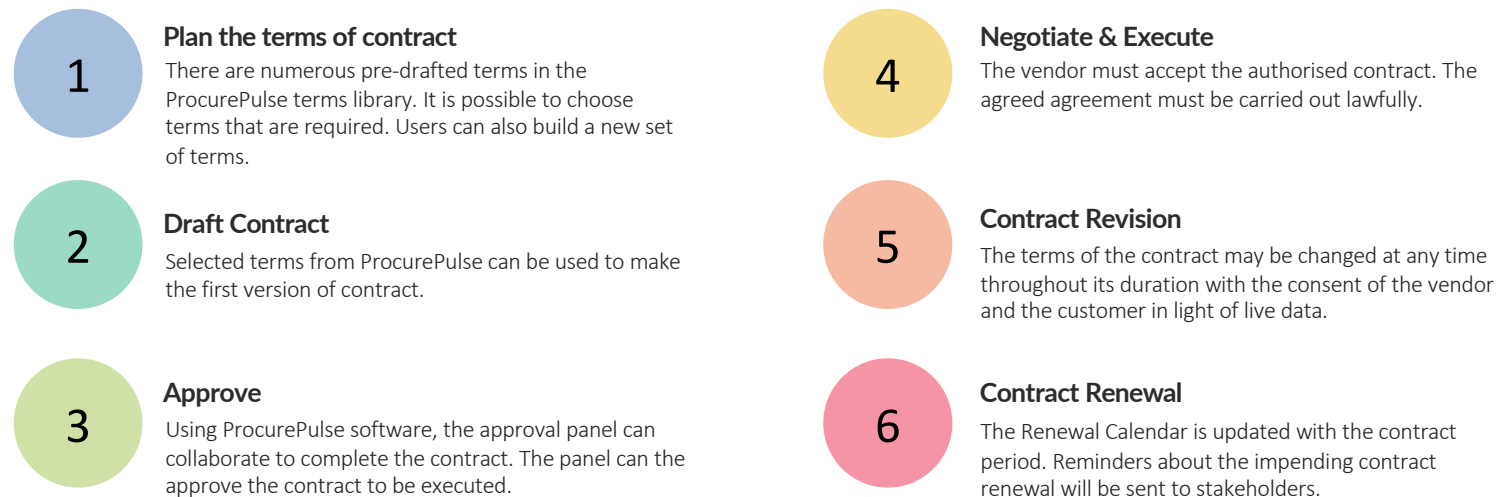 1
Plan the terms of contract
There are numerous pre-drafted terms in the
ProcurePulse terms library. It is possible to choose
terms that are required. Users can also build a new set
of terms.
2
Draft Contract
Selected terms from ProcurePulse can be used to make
the first version of contract.
3
Approve
Using ProcurePulse software, the approval panel can
collaborate to complete the contract. The panel can the
approve the contract to be executed.
4
Negotiate & Execute
The vendor must accept the authorised contract. The
agreed agreement must be carried out lawfully.
5
Contract Revision
The terms of the contract may be changed at any time
throughout its duration with the consent of the vendor
and the customer in light of live data.
6
Contract Renewal
The Renewal Calendar is updated with the contract
period. Reminders about the impending contract
renewal will be sent to stakeholders.